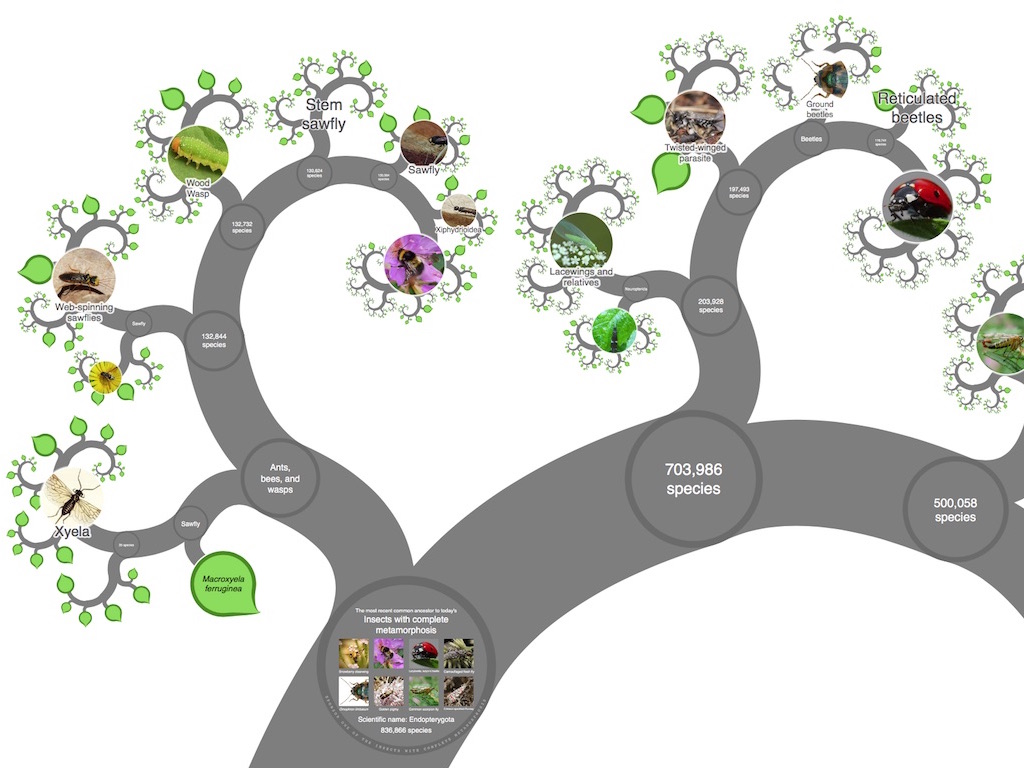 Stem
sawfly
Ground
beetles
Reticulated
beetles
Twisted-winged
parasite
Beetles
130,624
species
Sawfly
Wood
Wasp
197,493
species
132,732
species
Xiphydrioidea
Lacewings and
relatives
203,928
species
Web-spinning
sawflies
Sawfly
132,844
species
Ants,
bees, and
wasps
703,986
species
500,058
species
Xyela
Sawfly
Macroxyela
ferruginea
The most recent common ancestor to today's
Insects with complete
metamorphosis
Scientific name: Endopterygota
836,866 species